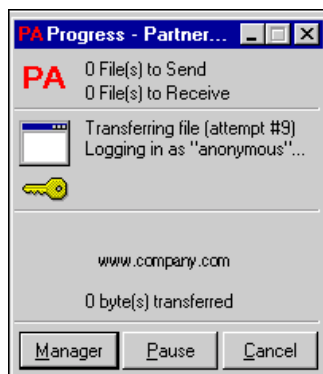 PA Progress - Partner...
PA
0 File(s) to Send
0 File(s) to Receive
Transferring file (attempt #9)
Logging in as "anonymous"...
www.company.com
0 byte(s) transferred
Manager
Pause
Cancel